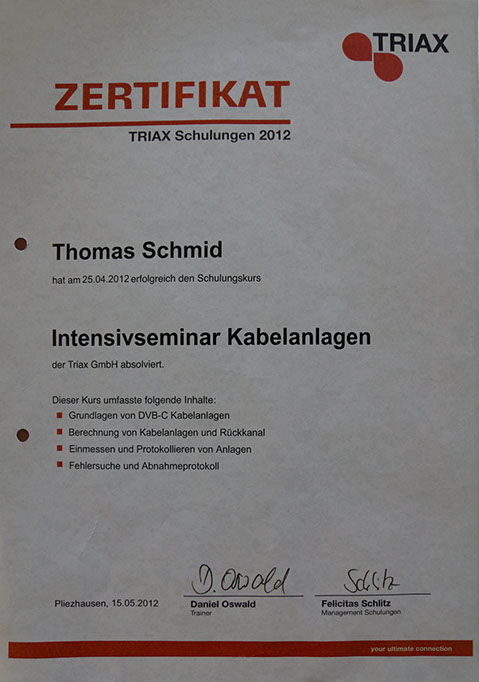 TRIAX
ZERTIFIKAT
TRIAX Schulungen 2012
Thomas Schmid
hat am 25.04.2012 erfolgreich den Schulungskurs
Intensivseminar Kabelanlagen
der Triax GmbH absolviert.
Dieser Kurs umfasste folgende Inhalte:
Grundlagen von DVB-C Kabelanlagen
Berechnung von Kabelanlagen und Rückkanal
Einmessen und Protokollieren von Anlagen
Fehlersuche und Abnahmeprotokoll
D. Oswald Schlitz
Pliezhausen, 15.05.2012 Daniel Oswald Felicitas Schlitz
Trainer Management Schulungen
your ultimate connection